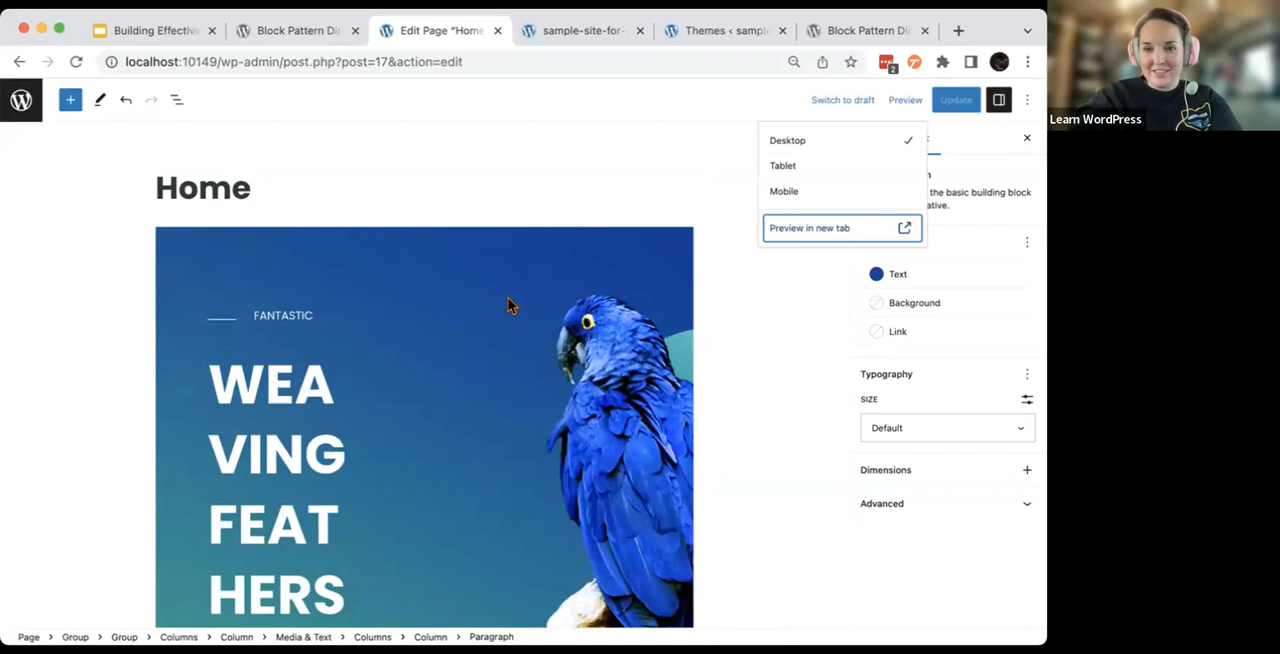 Building Effective
Block Pattern Di
Edit Page "Home
sample-site-for-
Themes ‹ sample
Block Pattern Di
localhost:10149/wp-admin/post.php?post=17&action=edit
2
Learn WordPress
Switch to draft
Preview
Update
Desktop
Tablet
Mobile
Preview in new tab
the basic building block
ative.
Home
FANTASTIC
WEA
VING
FEAT
HERS
Text
Background
Link
Typography
SIZE
Default
Dimensions
Advanced
Page > Group > Group > Columns > Column > Media & Text > Columns > Column > Paragraph